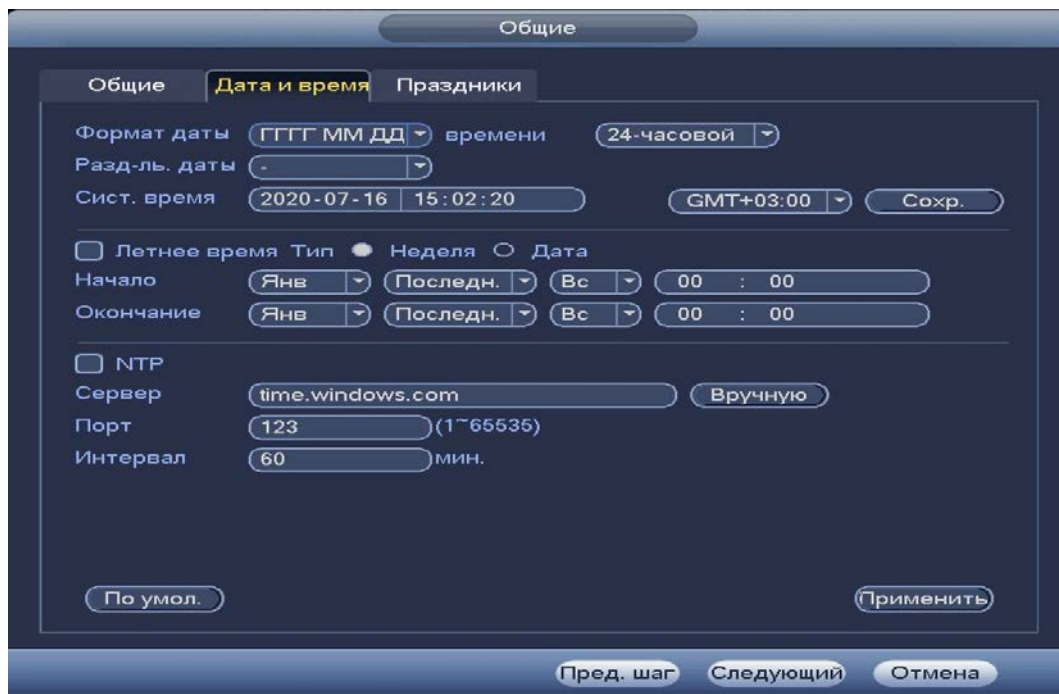 Общие
Общие Дата и время Праздники
Формат даты ГГГГ ММ ДД времени 24-часовой
Разд-ль. даты -
Сист. время 2020-07-16 15:02:20 GMT+03:00 Сохр.
Летнее время Тип Неделя Дата
Начало Янв Последн. Вс 00 : 00
Окончание Янв Последн. Вс 00 : 00
NTP
Сервер time.windows.com Вручную
Порт 123 (1~65535)
Интервал 60 мин.
По умол. Применить
Пред. шаг Следующий Отмена